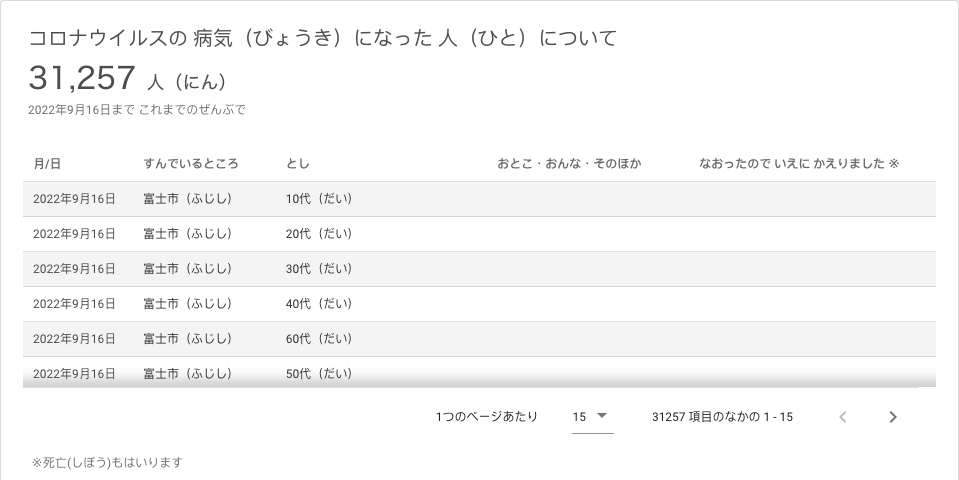 コロナウイルスの 病気（びょうき）になった 人（ひと）について
31,257 人（にん）
2022年9月16日まで これまでのぜんぶで
月/日 すんでいるところ とし おとこ・おんな・そのほか なおったので いえに かえりました ※
2022年9月16日 富士市（ふじし） 10代（だい）
2022年9月16日 富士市（ふじし） 20代（だい）
2022年9月16日 富士市（ふじし） 30代（だい）
2022年9月16日 富士市（ふじし） 40代（だい）
2022年9月16日 富士市（ふじし） 60代（だい）
2022年9月16日 富士市（ふじし） 50代（だい）
1つのページあたり 15 31257 項目のなかの 1 - 15
※死亡(しぼう)もはいります